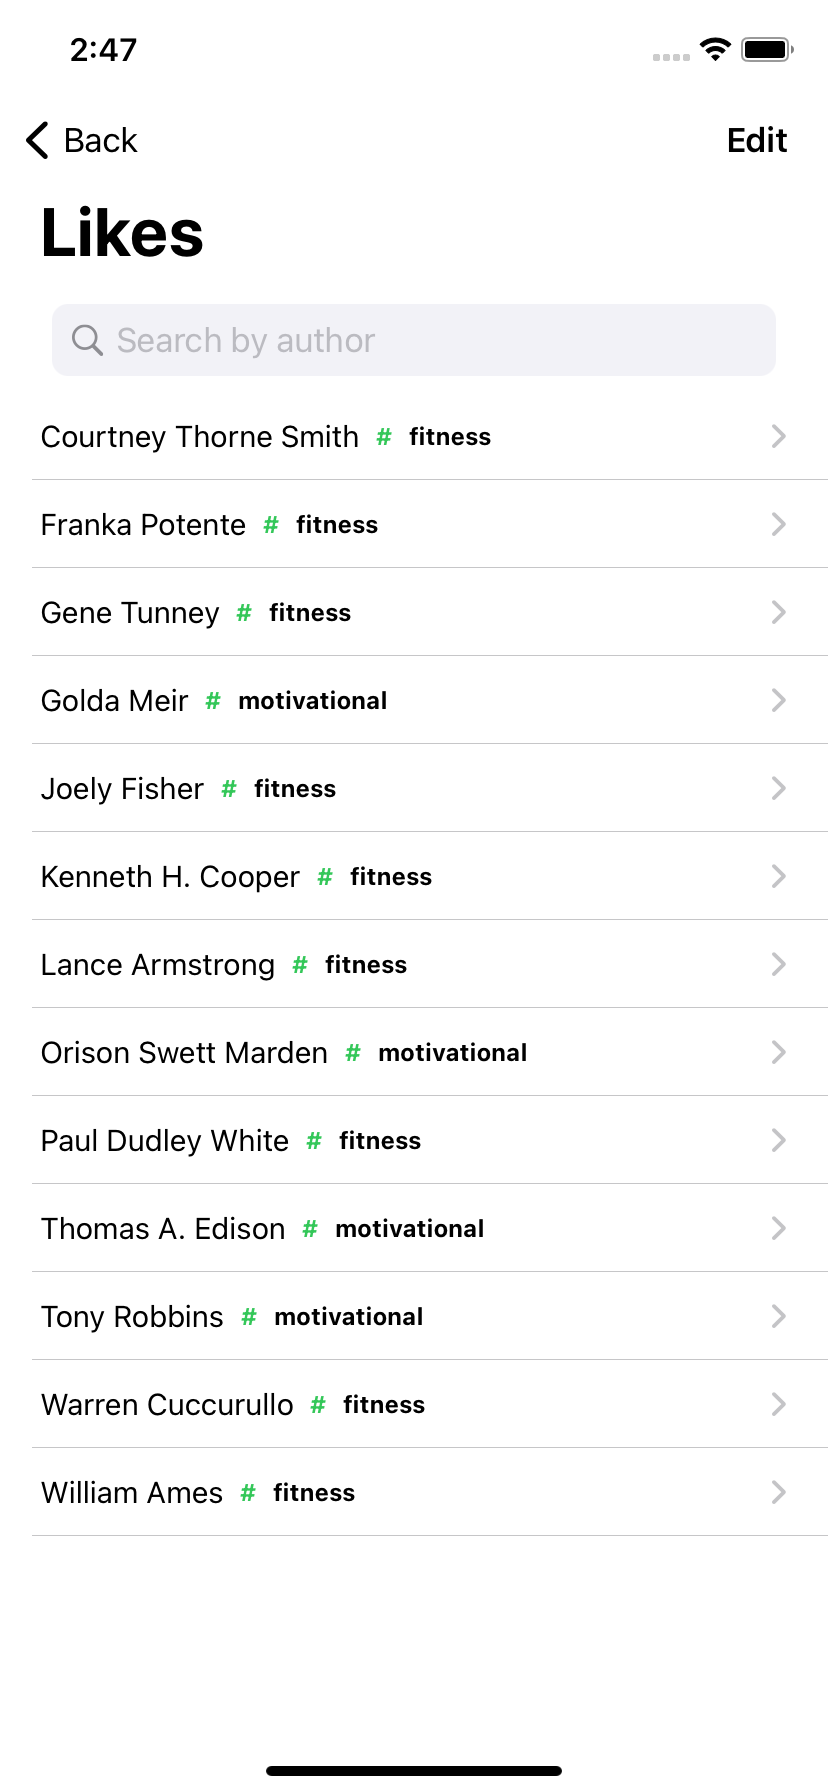 2:47
Back
Edit
Likes
Search by author
Courtney Thorne Smith # fitness
Franka Potente # fitness
Gene Tunney # fitness
Golda Meir # motivational
Joely Fisher # fitness
Kenneth H. Cooper # fitness
Lance Armstrong # fitness
Orison Swett Marden # motivational
Paul Dudley White # fitness
Thomas A. Edison # motivational
Tony Robbins # motivational
Warren Cuccurullo # fitness
William Ames # fitness